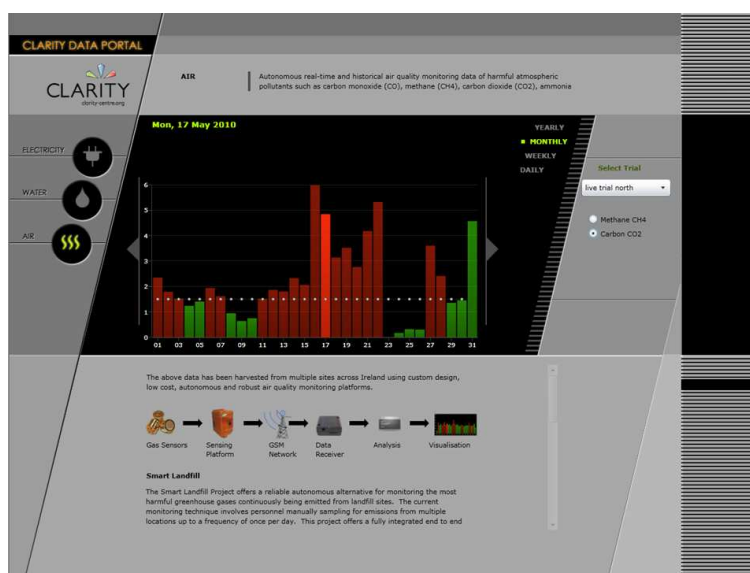 CLARITY DATA PORTAL
CLARITY
clarity-centre.org
AIR
Autonomous real-time and historical air quality monitoring data of harmful atmospheric
pollutants such as carbon monoxide (CO), methane (CH4), carbon dioxide (CO2), ammonia
ELECTRICITY
WATER
AIR
Mon, 17 May 2010
YEARLY
MONTHLY
WEEKLY
DAILY
6
5
4
3
2
1
0
01 03 05 07 09 11 13 15 17 19 21 23 25 27 29 31
Select Trial
live trial north
Methane CH4
Carbon CO2
The above data has been harvested from multiple sites across Ireland using custom design,
low cost, autonomous and robust air quality monitoring platforms.
Gas Sensors
Sensing
Platform
GSM
Network
Data
Receiver
Analysis
Visualisation
Smart Landfill
The Smart Landfill Project offers a reliable autonomous alternative for monitoring the most
harmful greenhouse gases continuously being emitted from landfill sites. The current
monitoring technique involves personnel manually sampling for emissions from multiple
locations up to a frequency of once per day. This project offers a fully integrated end to end